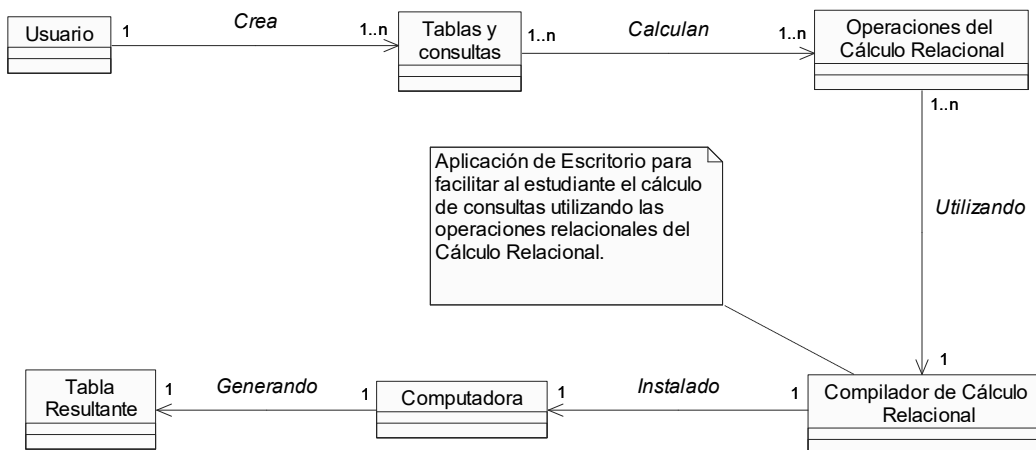 Usuario
1
Crea
1..n
Tablas y
consultas
1..n
Calculan
1..n
Operaciones del
Cálculo Relacional
1..n
Aplicación de Escritorio para
facilitar al estudiante el cálculo
de consultas utilizando las
operaciones relacionales del
Cálculo Relacional.
Utilizando
1
Tabla
Resultante
1
Generando
1
Computadora
1
Instalado
1
Compilador de Cálculo
Relacional